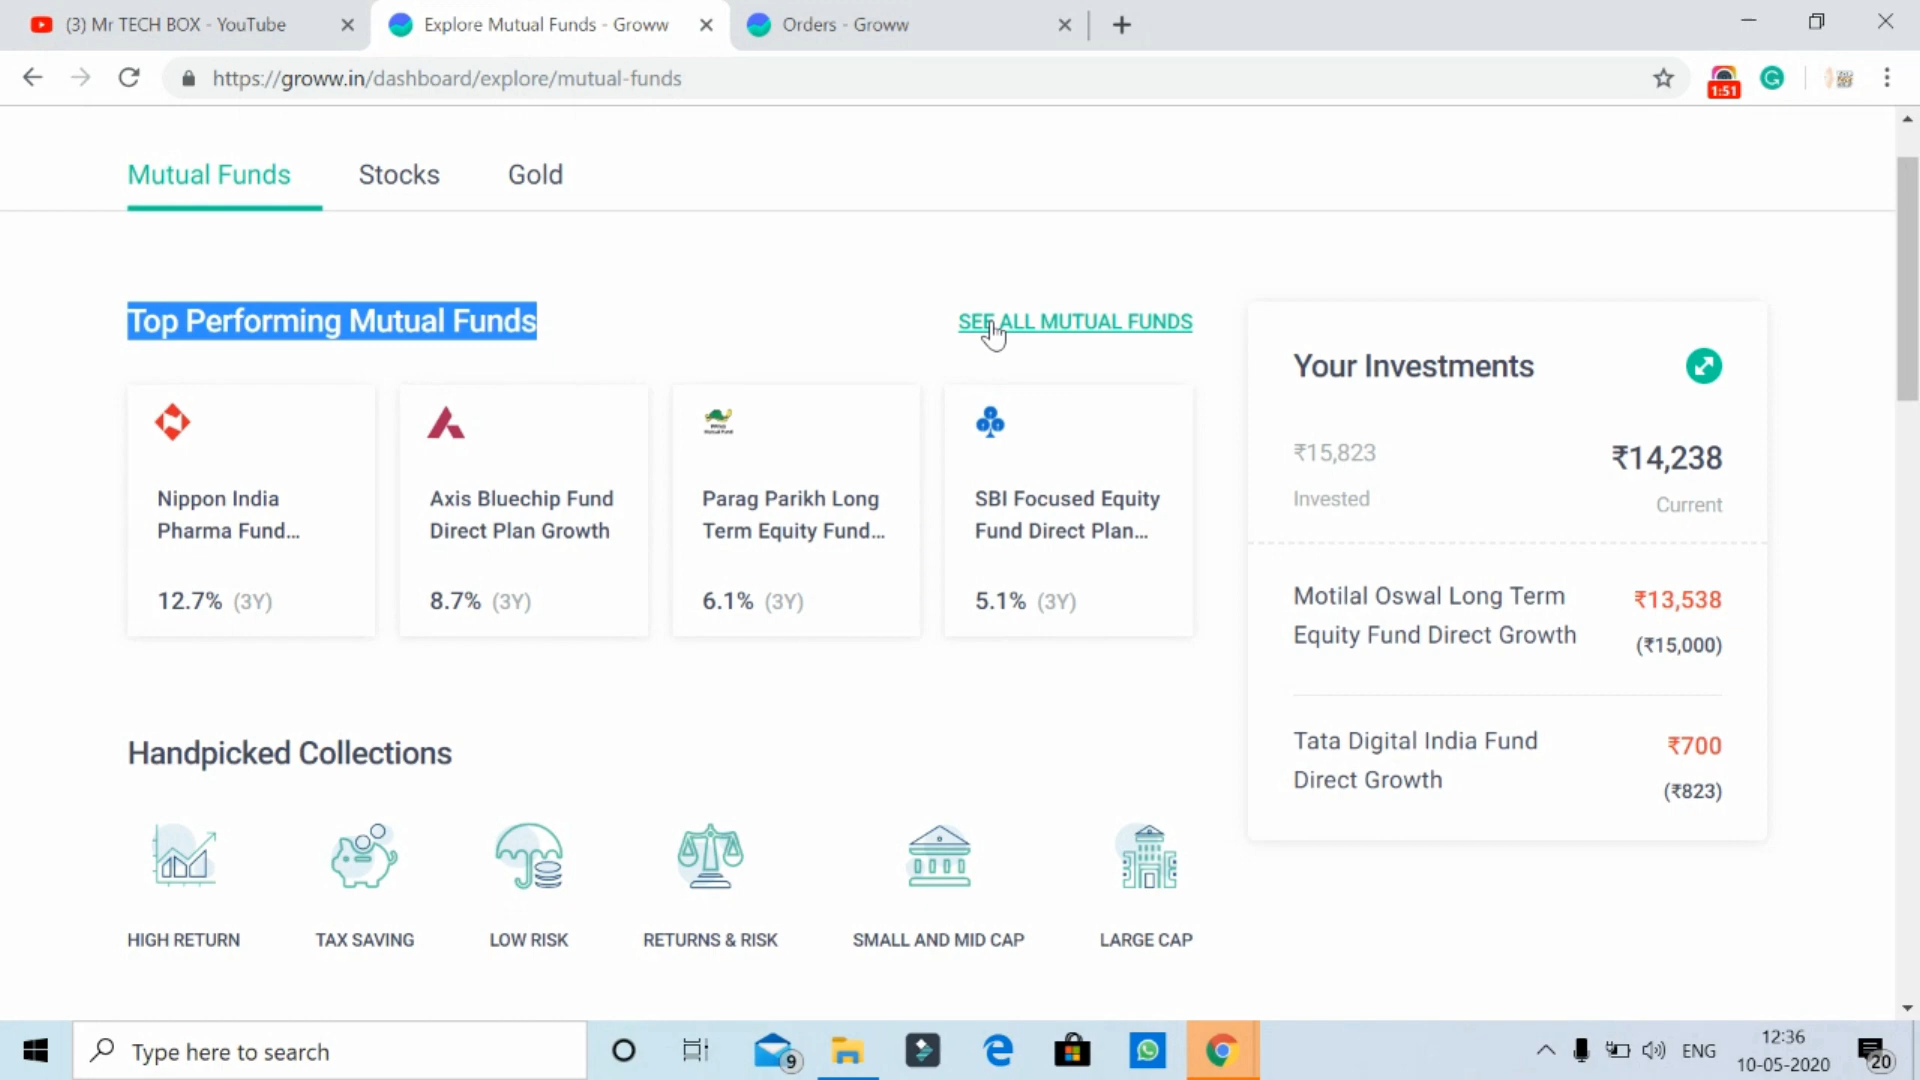 (3) Mr TECH BOX - YouTube
Explore Mutual Funds - Groww
Orders - Groww
https://groww.in/dashboard/explore/mutual-funds
1:51
Mutual Funds
Stocks
Gold
Top Performing Mutual Funds
SEE ALL MUTUAL FUNDS
Nippon India
Pharma Fund...
12.7% (3Y)
Axis Bluechip Fund
Direct Plan Growth
8.7% (3Y)
Parag Parikh Long
Term Equity Fund...
6.1% (3Y)
SBI Focused Equity
Fund Direct Plan...
5.1% (3Y)
Your Investments
₹15,823
Invested
₹14,238
Current
Motilal Oswal Long Term
Equity Fund Direct Growth
₹13,538
(₹15,000)
Tata Digital India Fund
Direct Growth
₹700
(₹823)
Handpicked Collections
HIGH RETURN
TAX SAVING
LOW RISK
RETURNS & RISK
SMALL AND MID CAP
LARGE CAP
Type here to search
9
ENG
12:36
10-05-2020
20